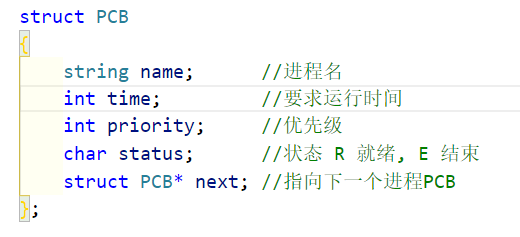 struct PCB
{
string name; //进程名
int time; //要求运行时间
int priority; //优先级
char status; //状态 R 就绪, E 结束
struct PCB* next; //指向下一个进程PCB
};